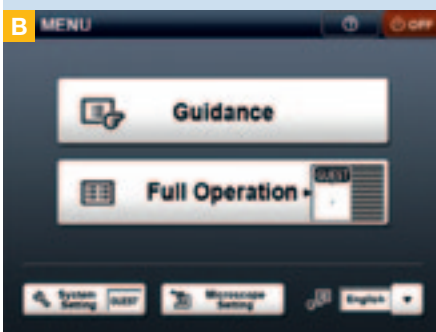 B MENU OFF
Guidance
Full Operation GUEST
System Setting GUEST Microscope Setting English